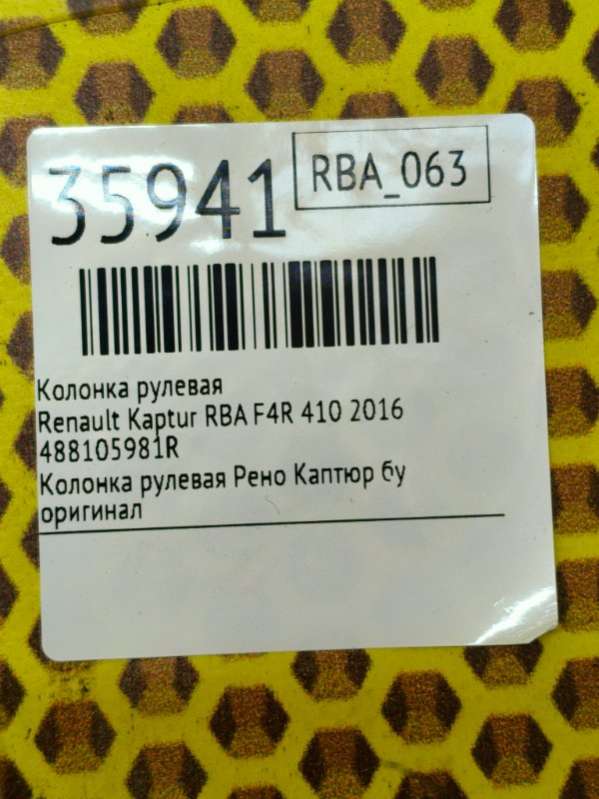 35941
RBA_063
Колонка рулевая
Renault Kaptur RBA F4R 410 2016
488105981R
Колонка рулевая Рено Каптюр бу
оригинал